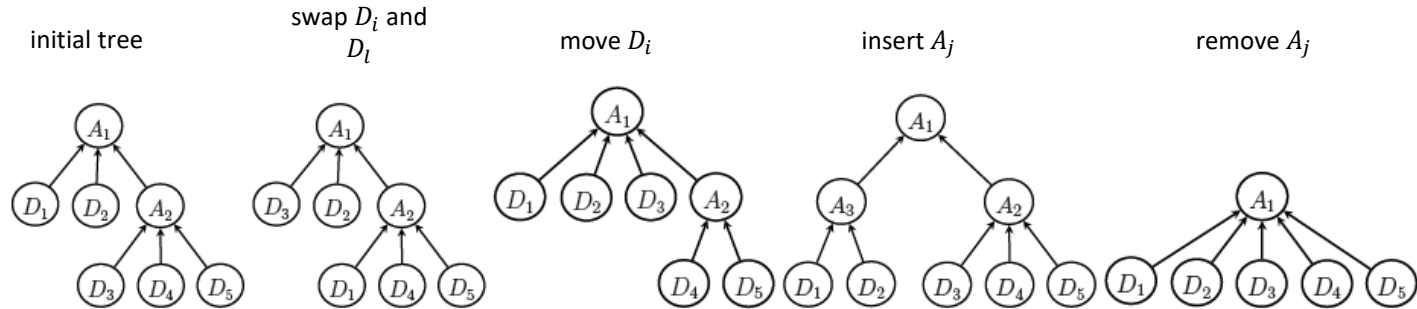 initial tree
swap D_i and
D_l
move D_i
insert A_j
remove A_j
A_1
D_1 D_2 A_2
D_3 D_4 D_5
A_1
D_3 D_2 A_2
D_1 D_4 D_5
A_1
D_1 D_2 D_3 A_2
D_4 D_5
A_1
A_3 A_2
D_1 D_2 D_3 D_4 D_5
A_1
D_1 D_2 D_3 D_4 D_5